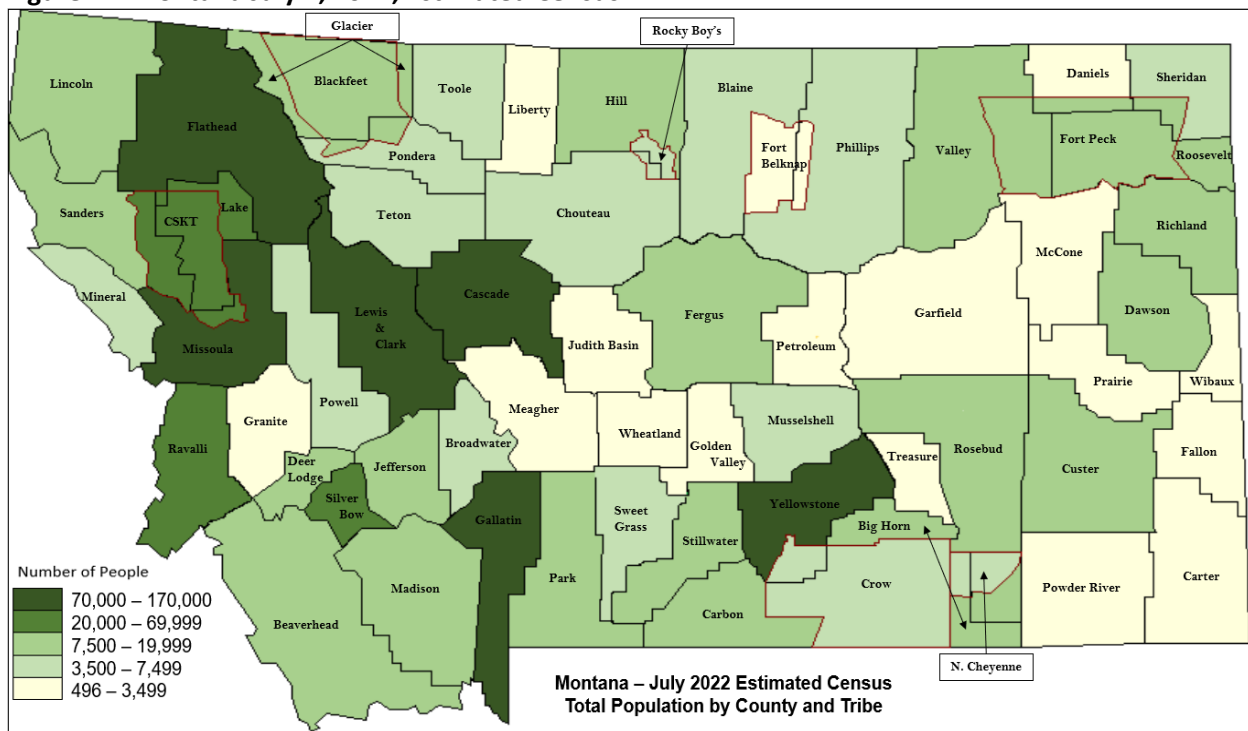 Glacier
Rocky Boy's
Lincoln
Flathead
Blackfeet
Toole
Liberty
Hill
Blaine
Phillips
Valley
Daniels
Sheridan
Fort Peck
Roosevelt
Pondera
Fort
Belknap
Sanders
CSKT
Lake
Teton
Chouteau
McCone
Richland
Mineral
Missoula
Lewis
&
Clark
Cascade
Judith Basin
Fergus
Petroleum
Garfield
Dawson
Prairie
Wibaux
Ravalli
Granite
Powell
Broadwater
Meagher
Wheatland
Golden
Valley
Musselshell
Treasure
Rosebud
Custer
Fallon
Deer
Lodge
Jefferson
Silver
Bow
Gallatin
Sweet
Grass
Stillwater
Yellowstone
Big Horn
Park
Carbon
Crow
Powder River
Carter
Madison
Beaverhead
N. Cheyenne
Number of People
70,000 – 170,000
20,000 – 69,999
7,500 – 19,999
3,500 – 7,499
496 – 3,499
Montana – July 2022 Estimated Census
Total Population by County and Tribe